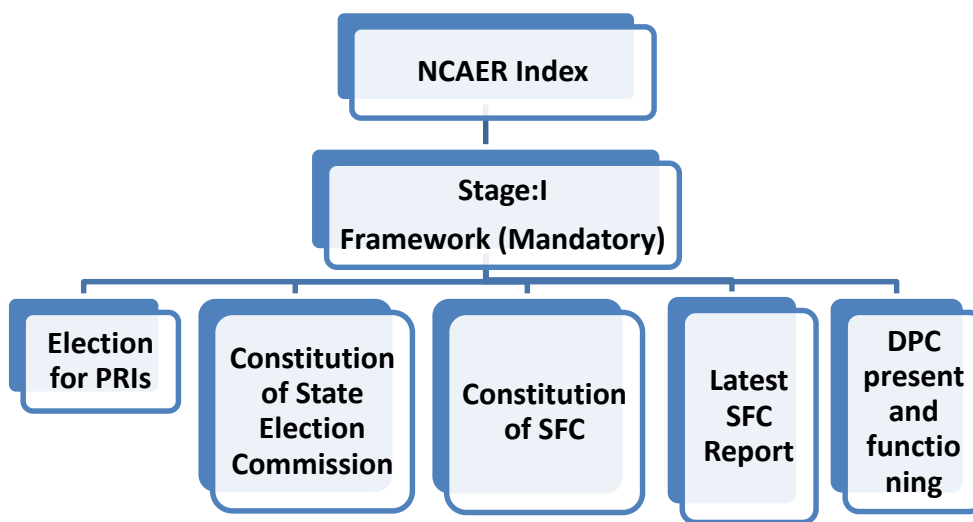 NCAER Index
Stage:I
Framework (Mandatory)
Election
for PRIs
Constitution
of State
Election
Commission
Constitution
of SFC
Latest
SFC
Report
DPC
present
and
functio
ning